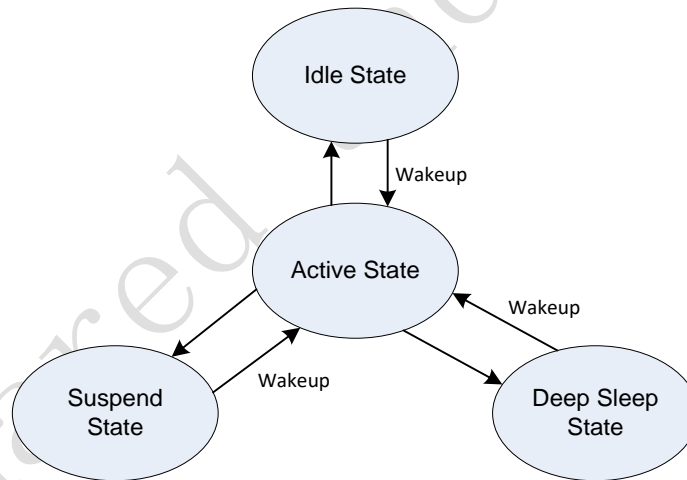 Idle State
Wakeup
Active State
Wakeup
Wakeup
Suspend
State
Deep Sleep
State